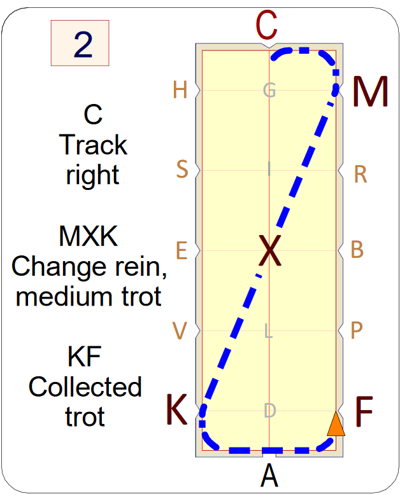 2
C
C
Track
right
MXK
Change rein,
medium trot
KF
Collected
trot
H G M
S I R
E X B
V L P
K D F
A